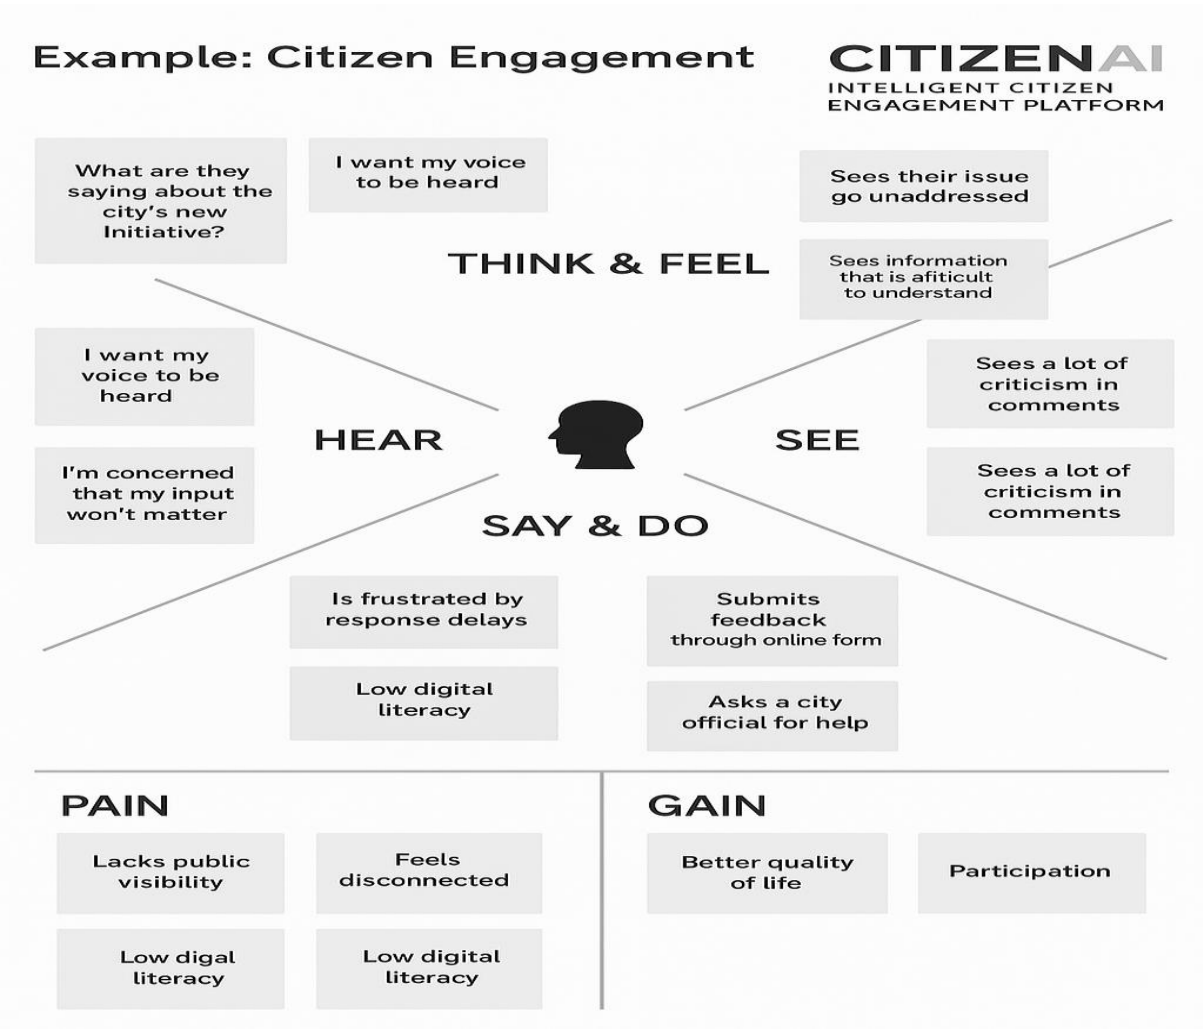 Example: Citizen Engagement
CITIZENAI
INTELLIGENT CITIZEN
ENGAGEMENT PLATFORM
What are they
saying about the
city's new
Initiative?
I want my voice
to be heard
Sees their issue
go unaddressed
THINK & FEEL
Sees information
that is afiticult
to understand
I want my
voice to be
heard
Sees a lot of
criticism in
comments
HEAR
SEE
I'm concerned
that my input
won't matter
Sees a lot of
criticism in
comments
SAY & DO
Is frustrated by
response delays
Submits
feedback
through online form
Low digital
literacy
Asks a city
official for help
PAIN
Lacks public
visibility
Feels
disconnected
Low digal
literacy
Low digital
literacy
GAIN
Better quality
of life
Participation